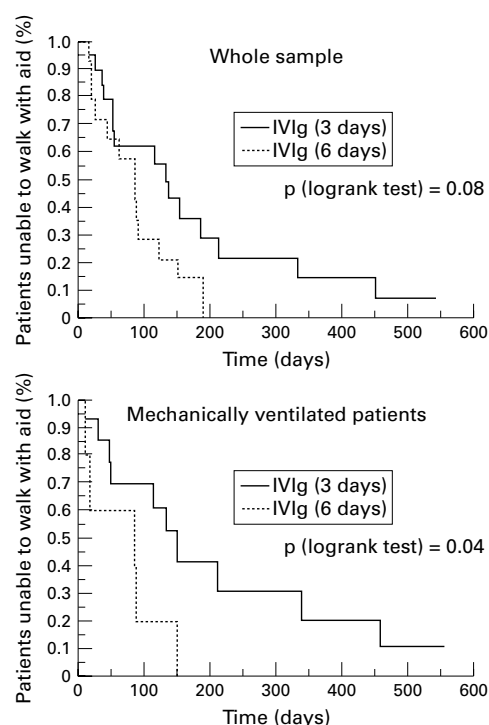 Whole sample
Patients unable to walk with aid (%)
1.0
0.9
0.8
0.7
0.6
0.5
0.4
0.3
0.2
0.1
0
IVIg (3 days)
IVIg (6 days)
p (logrank test) = 0.08
0 100 200 300 400 500 600
Time (days)
Mechanically ventilated patients
Patients unable to walk with aid (%)
1.0
0.9
0.8
0.7
0.6
0.5
0.4
0.3
0.2
0.1
0
IVIg (3 days)
IVIg (6 days)
p (logrank test) = 0.04
0 100 200 300 400 500 600
Time (days)